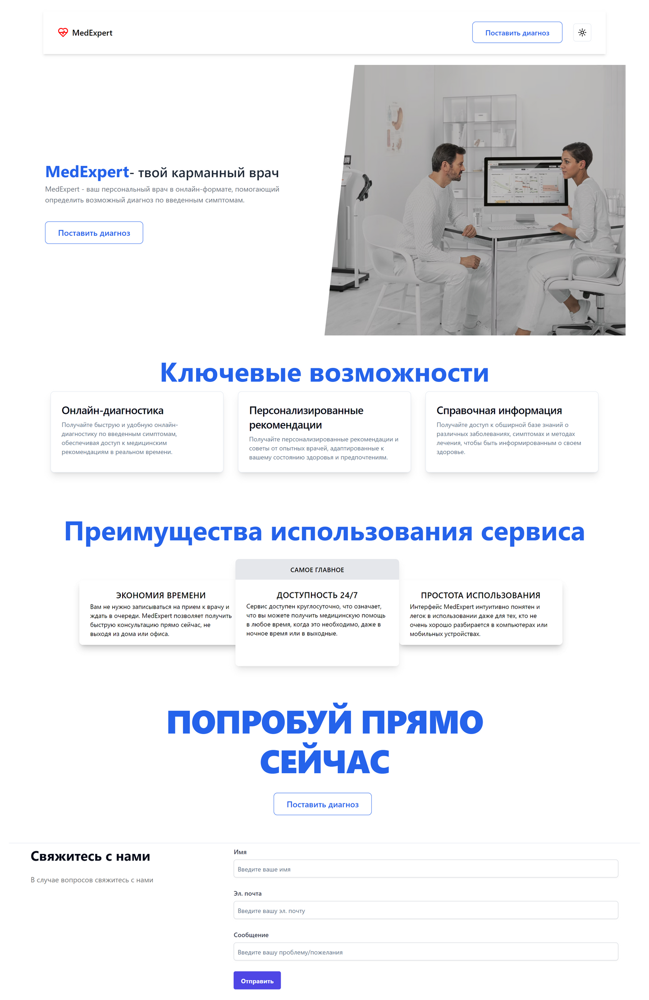 MedExpert
Поставить диагноз
MedExpert- твой карманный врач
MedExpert - ваш персональный врач в онлайн-формате, помогающий
определить возможный диагноз по введенным симптомам.
Поставить диагноз
Ключевые возможности
Онлайн-диагностика
Получайте быструю и удобную онлайн-
диагностику по введенным симптомам,
обеспечивая доступ к медицинским
рекомендациям в реальном времени.
Персонализированные
рекомендации
Получайте персонализированные рекомендации и
советы от опытных врачей, адаптированные к
вашему состоянию здоровья и предпочтениям.
Справочная информация
Получайте доступ к обширной базе знаний о
различных заболеваниях, симптомах и методах
лечения, чтобы быть информированным о своем
здоровье.
Преимущества использования сервиса
ЭКОНОМИЯ ВРЕМЕНИ
Вам не нужно записываться на прием к врачу и
ждать в очереди. MedExpert позволяет получить
быструю консультацию прямо сейчас, не
выходя из дома или офиса.
САМОЕ ГЛАВНОЕ
ДОСТУПНОСТЬ 24/7
Сервис доступен круглосуточно, что означает,
что вы можете получить медицинскую помощь
в любое время, когда это необходимо, даже в
ночное время или в выходные.
ПРОСТОТА ИСПОЛЬЗОВАНИЯ
Интерфейс MedExpert интуитивно понятен и
легок в использовании даже для тех, кто не
очень хорошо разбирается в компьютерах или
мобильных устройствах.
ПОПРОБУЙ ПРЯМО
СЕЙЧАС
Поставить диагноз
Свяжитесь с нами
В случае вопросов свяжитесь с нами
Имя
Введите ваше имя
Эл. почта
Введите вашу эл. почту
Сообщение
Введите вашу проблему/пожелания
Отправить